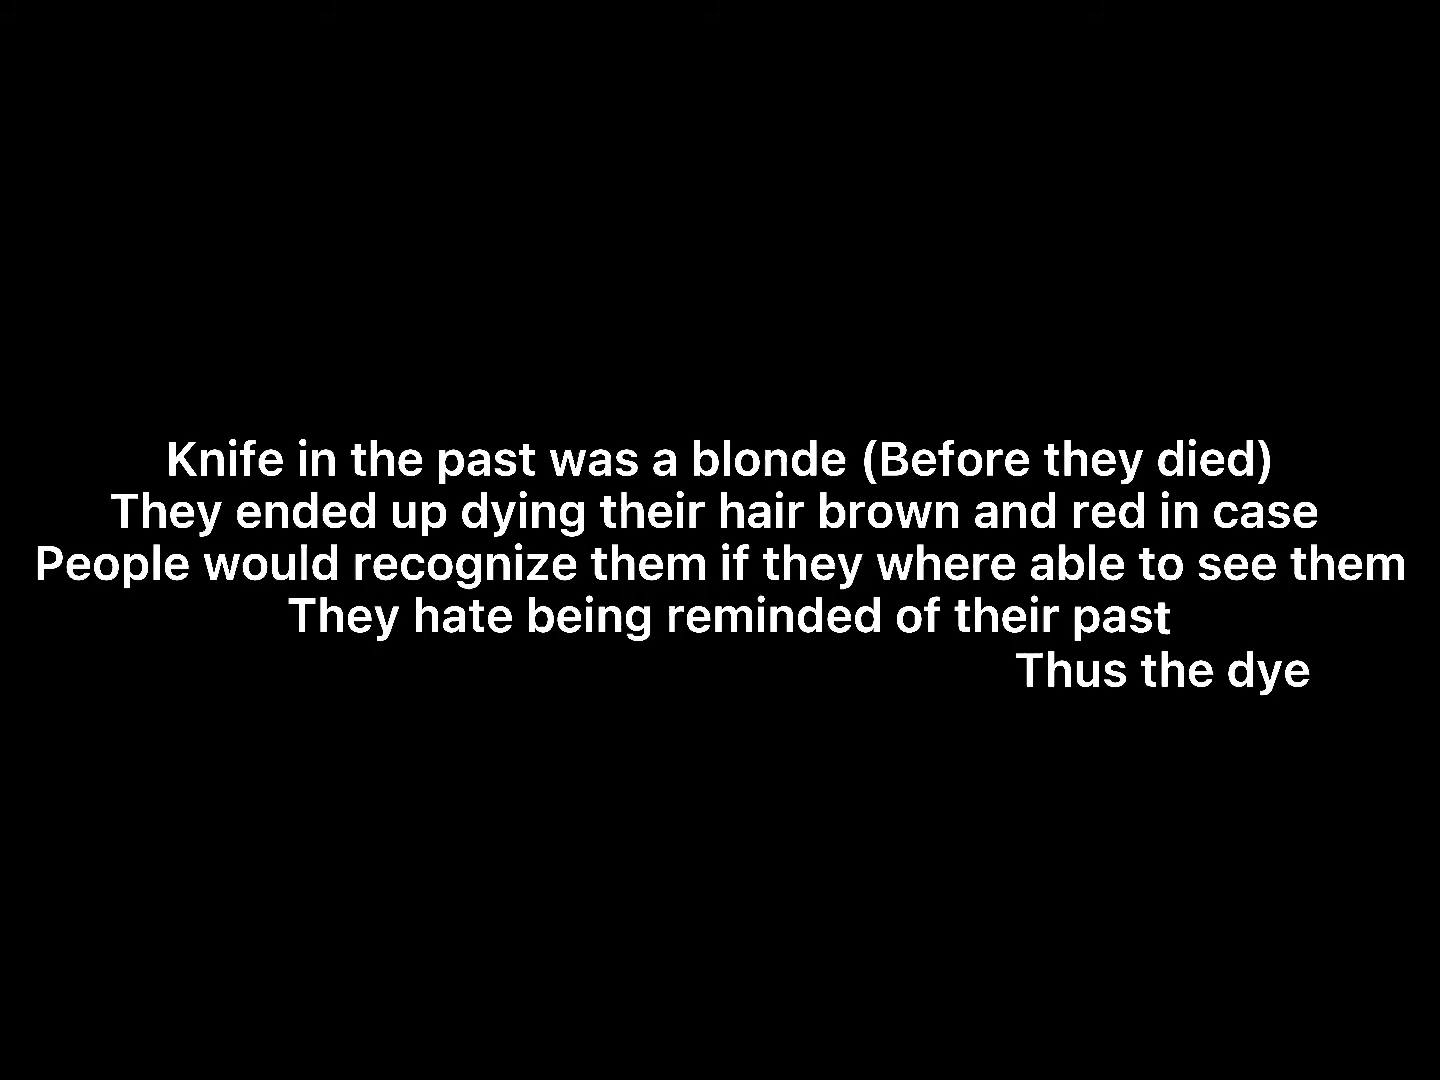 Knife in the past was a blonde (Before they died)
They ended up dying their hair brown and red in case
People would recognize them if they where able to see them
They hate being reminded of their past
Thus the dye